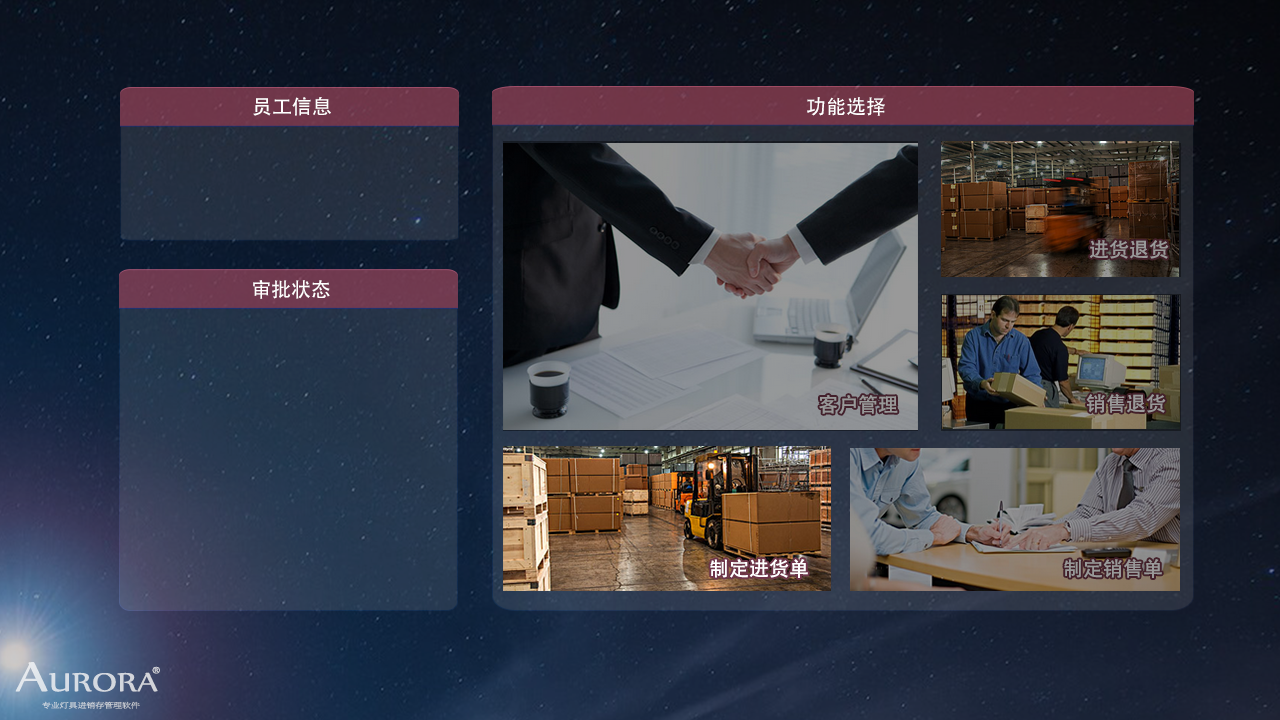 员工信息
审批状态
功能选择
客户管理
进货退货
销售退货
制定进货单
制定销售单
AURORA®
专业灯具进销存管理软件